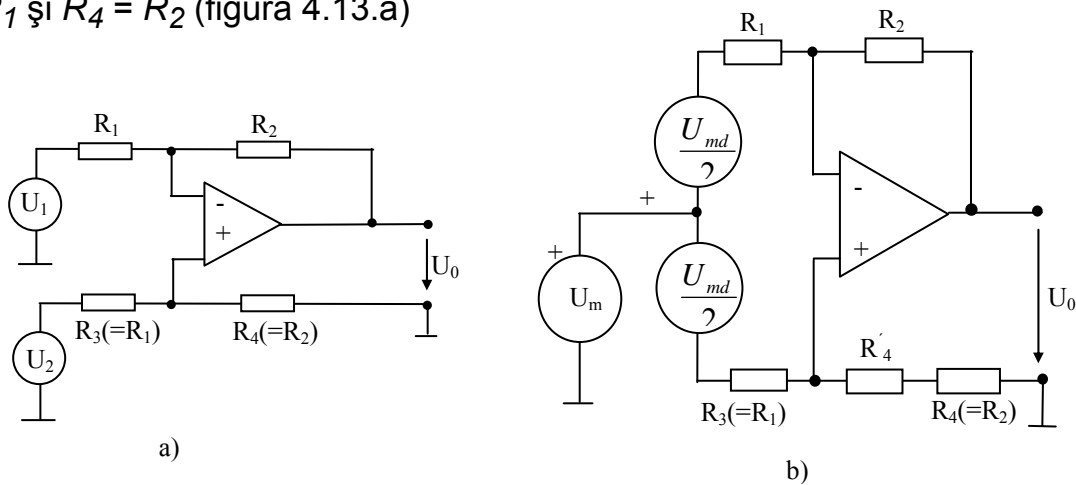 R1 şi R4 = R2 (figura 4.13.a)
R1
R2
U1
-
+
U0
R3(=R1)
R4(=R2)
U2
a)
R1
R2
Umd
2
+
-
+
+
Um
Umd
2
U0
R´4
R3(=R1)
R4(=R2)
b)